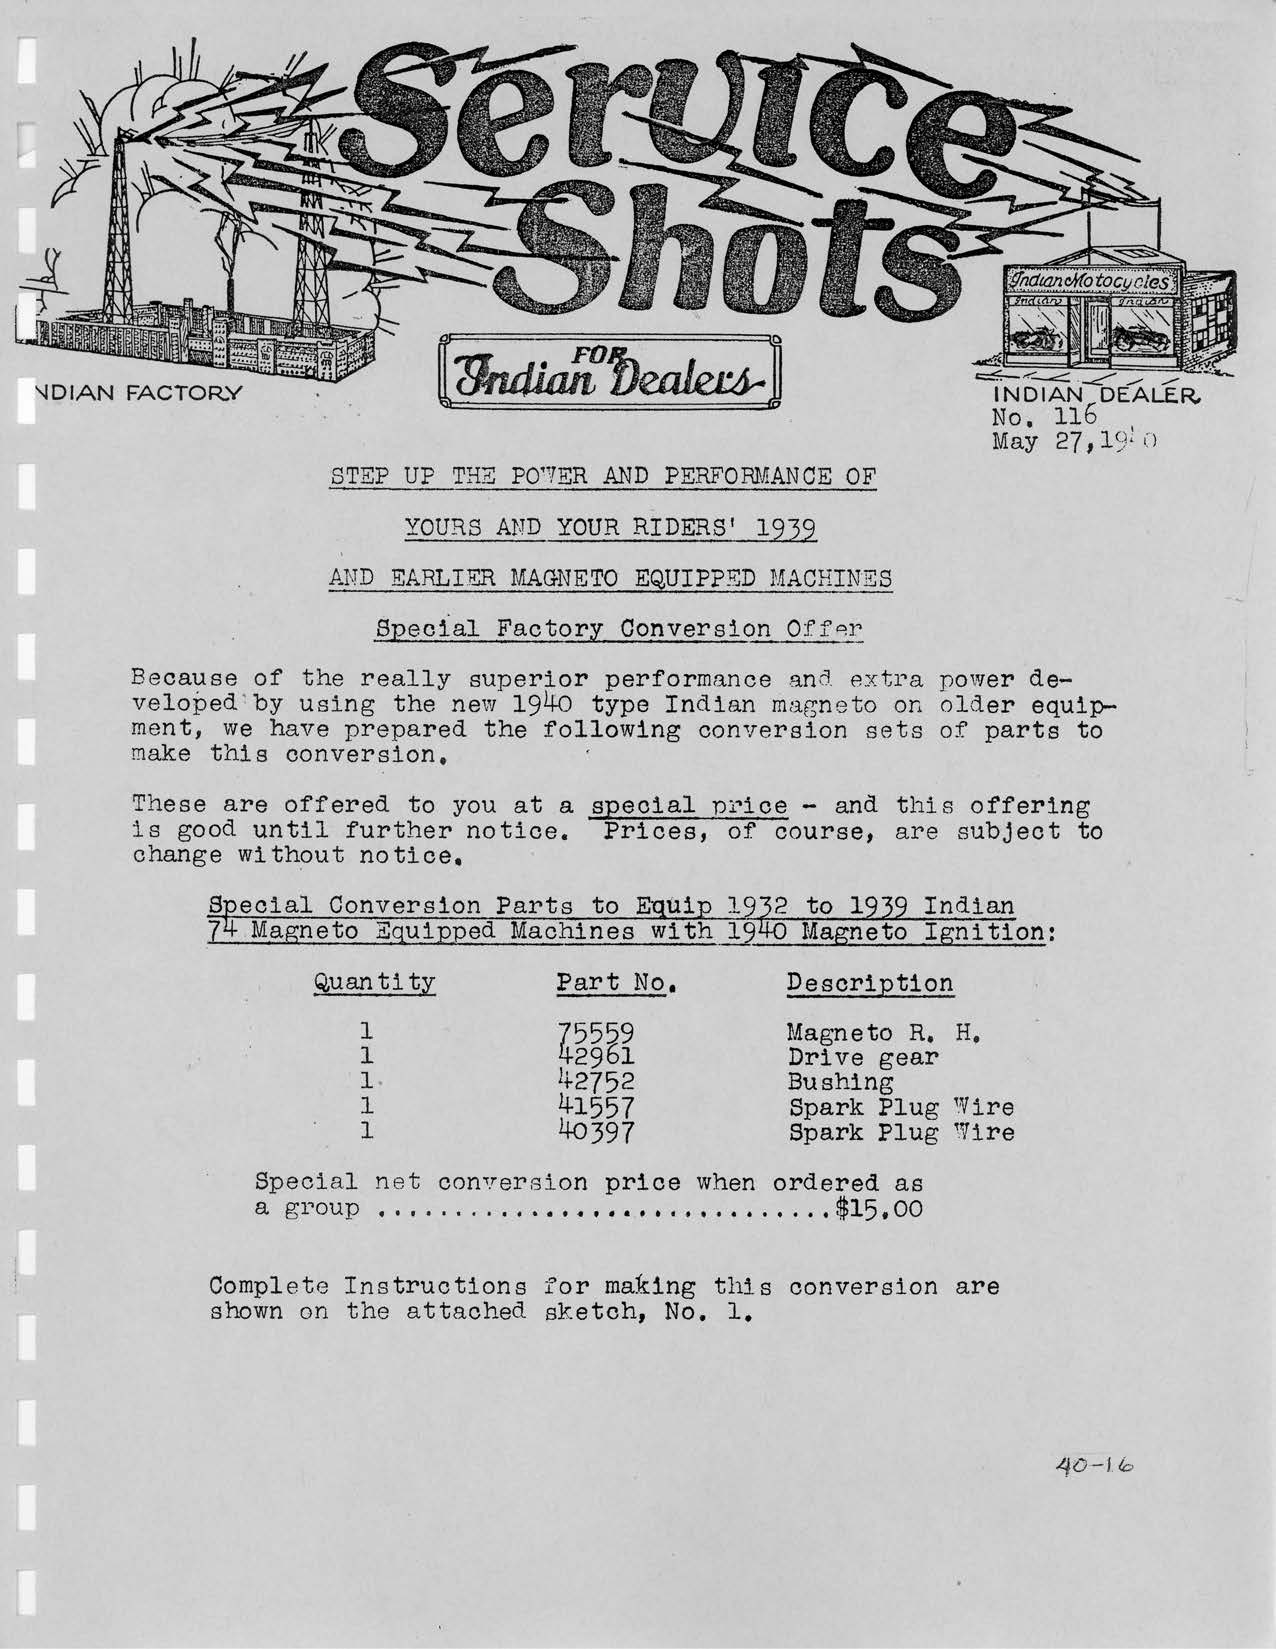 Service
Shots
FOR
Indian Dealers
Indian Motocycles
Indian Indian
NDIAN FACTORY
INDIAN DEALER
No. 116
May 27, 19
STEP UP THE POWER AND PERFORMANCE OF
YOURS AND YOUR RIDERS' 1939
AND EARLIER MAGNETO EQUIPPED MACHINES
Special Factory Conversion Offer
Because of the really superior performance and extra power de-
veloped by using the new 1940 type Indian magneto on older equip-
ment, we have prepared the following conversion sets of parts to
make this conversion.
These are offered to you at a special price - and this offering
is good until further notice. Prices, of course, are subject to
change without notice.
Special Conversion Parts to Equip 1932 to 1939 Indian
74 Magneto Equipped Machines with 1940 Magneto Ignition:
Quantity Part No. Description
1 75559 Magneto R. H.
1 42961 Drive gear
1 42752 Bushing
1 41557 Spark Plug Wire
1 40397 Spark Plug Wire
Special net conversion price when ordered as
a group ..............................$15.00
Complete Instructions for making this conversion are
shown on the attached sketch, No. 1.
40-16